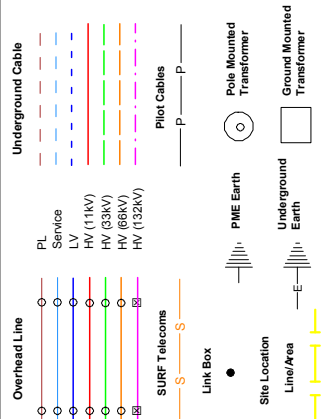 Overhead Line
Underground Cable
PL
Service
LV
HV (11kV)
HV (33kV)
HV (66kV)
HV (132kV)
SURF Telecoms
S
S
Pilot Cables
P
P
Link Box
PME Earth
Pole Mounted
Transformer
Site Location
Line/Area
E
Underground
Earth
Ground Mounted
Transformer